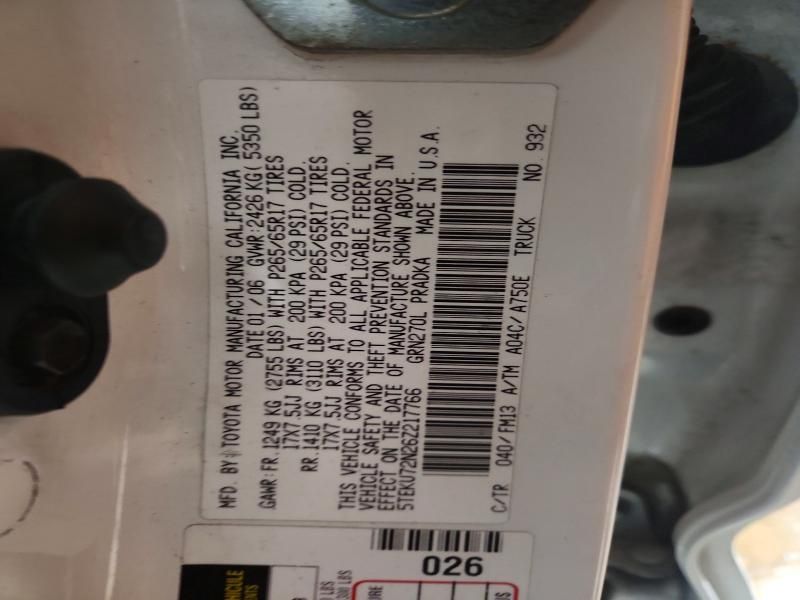 MFD. BY: TOYOTA MOTOR MANUFACTURING CALIFORNIA INC.
DATE 01/06 GVWR:2426 KG( 5350 LBS)
GAWR:FR.1249 KG (2755 LBS) WITH P265/65R17 TIRES
17X7.5JJ RIMS AT 200 KPA (29 PSI) COLD.
RR.1410 KG (3110 LBS) WITH P265/65R17 TIRES
17X7.5JJ RIMS AT 200 KPA (29 PSI) COLD.
THIS VEHICLE CONFORMS TO ALL APPLICABLE FEDERAL MOTOR
VEHICLE SAFETY AND THEFT PREVENTION STANDARDS IN
EFFECT ON THE DATE OF MANUFACTURE SHOWN ABOVE.
5TEKU72N26Z217766 GRN270L PRADKA MADE IN U.S.A.
C/TR 040/FM13 A/TM A04C/A750E TRUCK NO.932
026
LBS
LBS